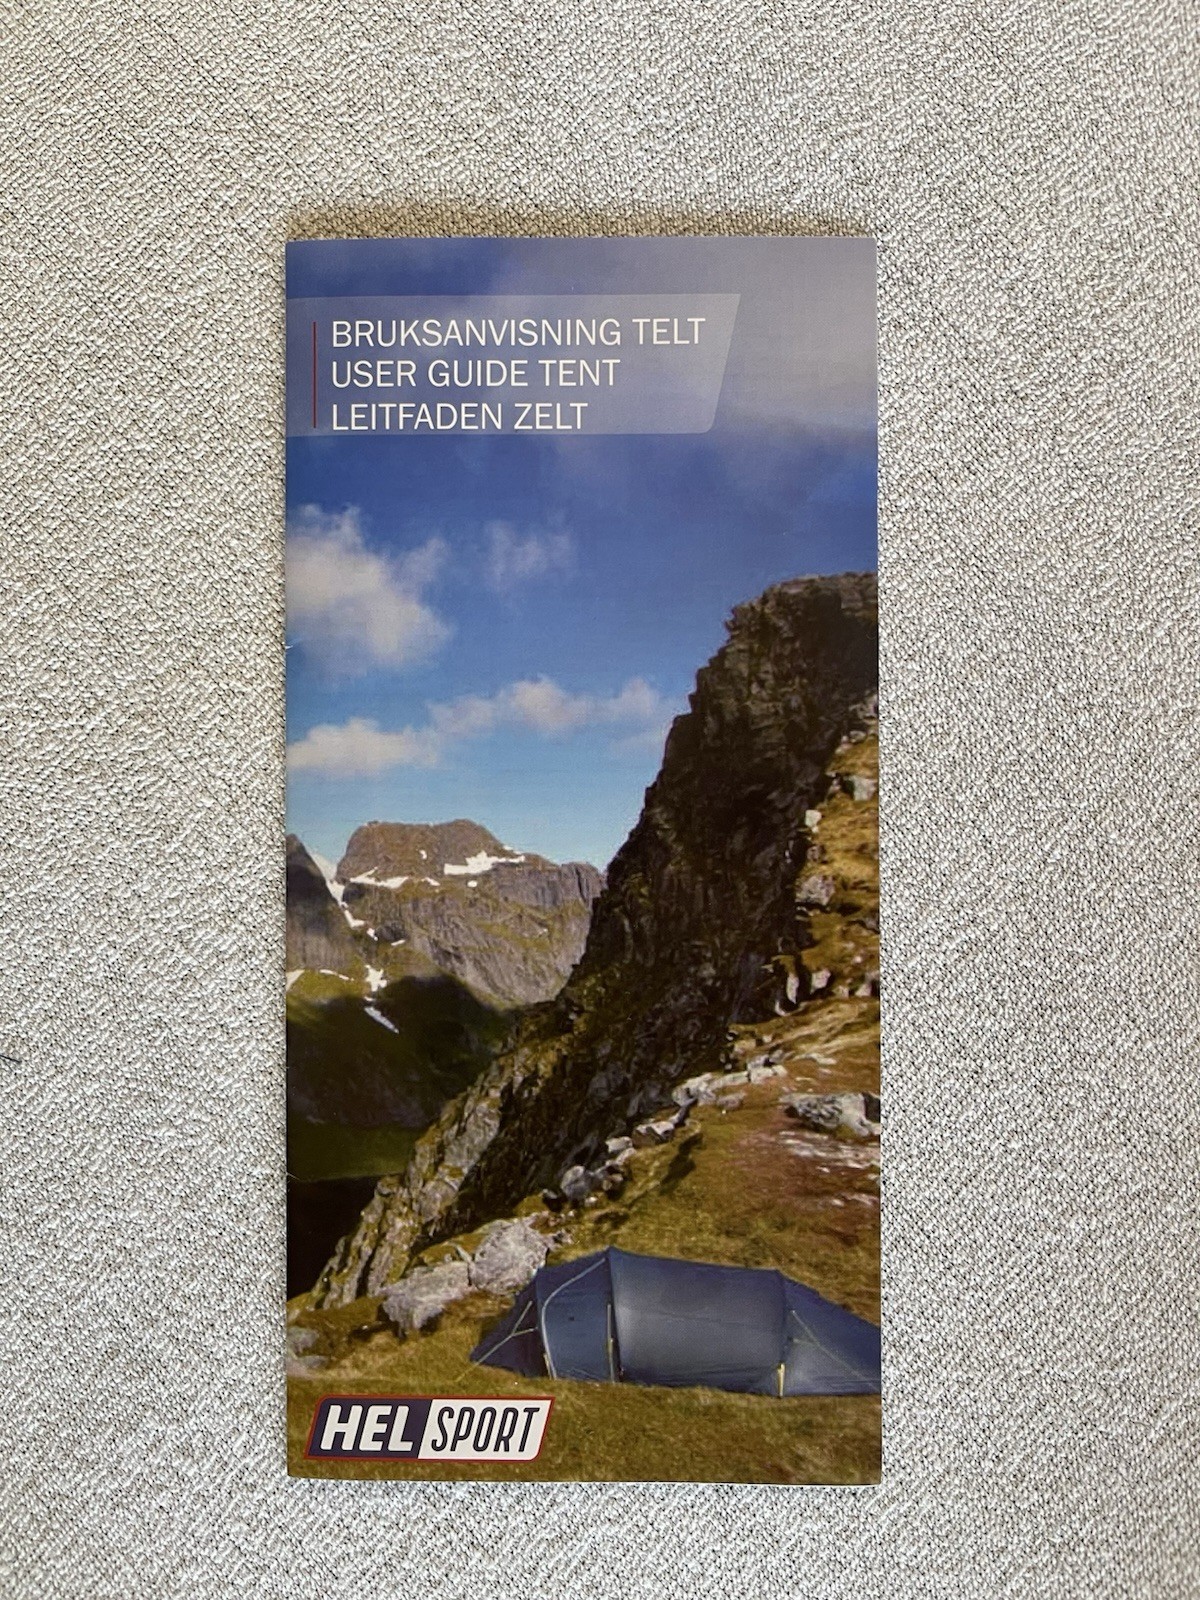 BRUKSANVISNING TELT
USER GUIDE TENT
LEITFADEN ZELT
HEL SPORT